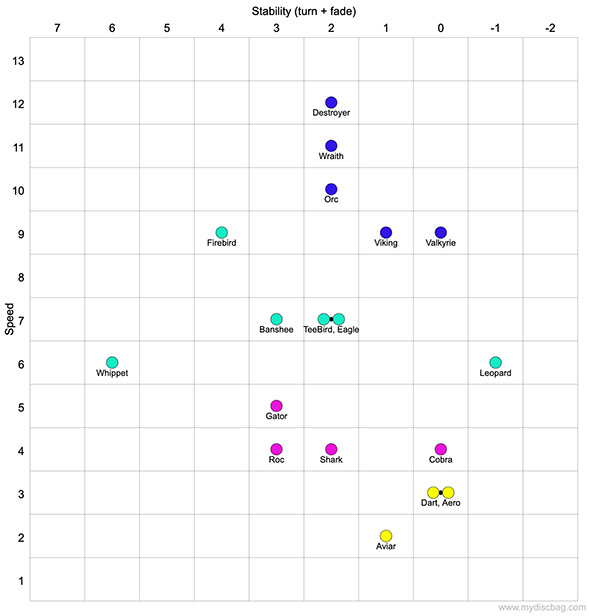 Stability (turn + fade)
7 6 5 4 3 2 1 0 -1 -2
13
12
Destroyer
11
Wraith
10
Orc
9
Firebird Viking Valkyrie
8
Speed
7
Banshee TeeBird, Eagle
6
Whippet Leopard
5
Gator
4
Roc Shark Cobra
3
Dart, Aero
2
Aviar
1
www.mydiscbag.com